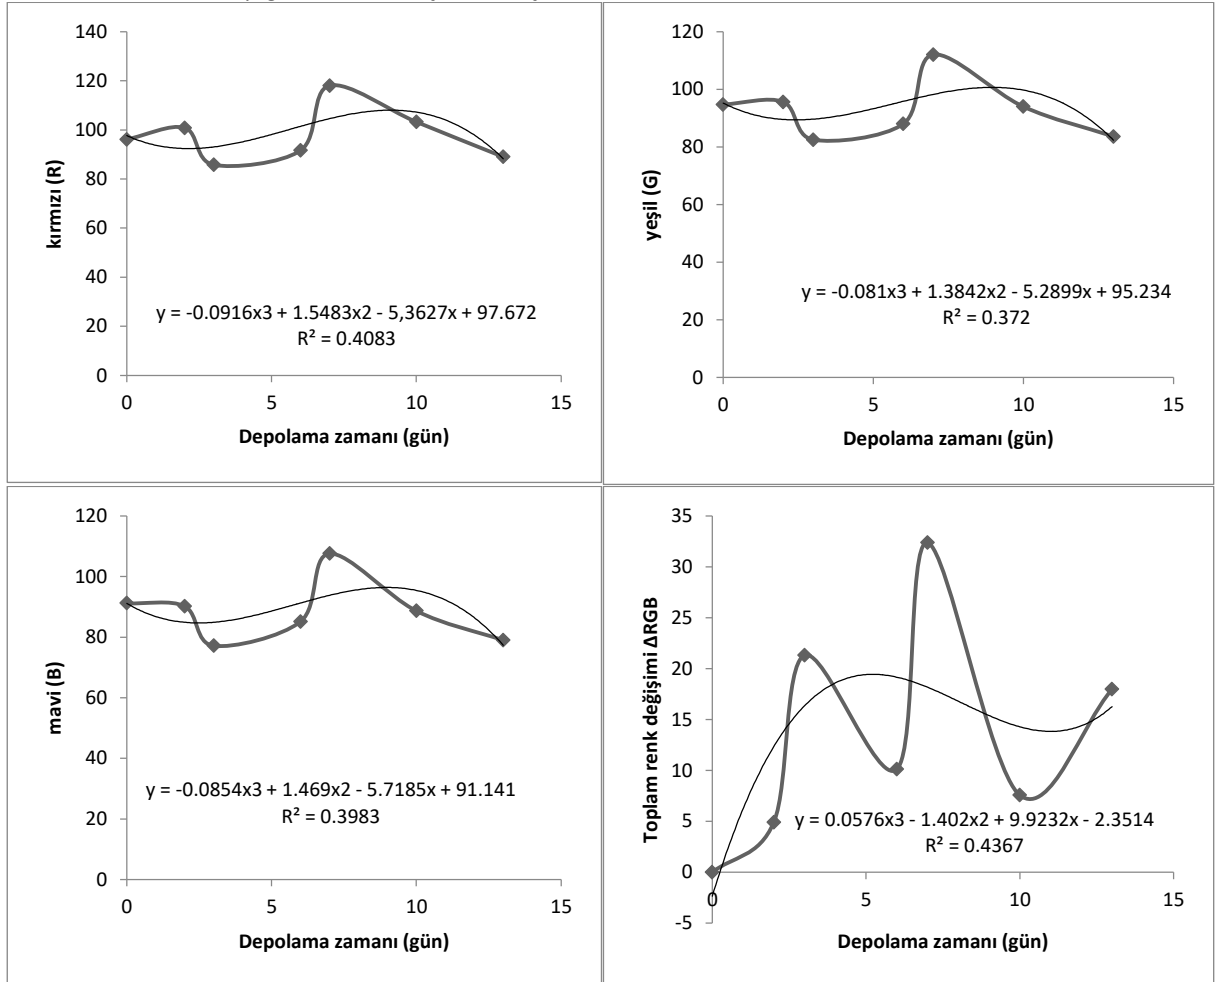 140
120
100
80
60
40
20
0
kırmızı (R)
y = -0.0916x3 + 1.5483x2 - 5,3627x + 97.672
R² = 0.4083
0 5 10 15
Depolama zamanı (gün)
120
100
80
60
40
20
0
yeşil (G)
y = -0.081x3 + 1.3842x2 - 5.2899x + 95.234
R² = 0.372
0 5 10 15
Depolama zamanı (gün)
120
100
80
60
40
20
0
mavi (B)
y = -0.0854x3 + 1.469x2 - 5.7185x + 91.141
R² = 0.3983
0 5 10 15
Depolama zamanı (gün)
35
30
25
20
15
10
5
0
-5
Toplam renk değişimi ΔRGB
y = 0.0576x3 - 1.402x2 + 9.9232x - 2.3514
R² = 0.4367
0 5 10 15
Depolama zamanı (gün)